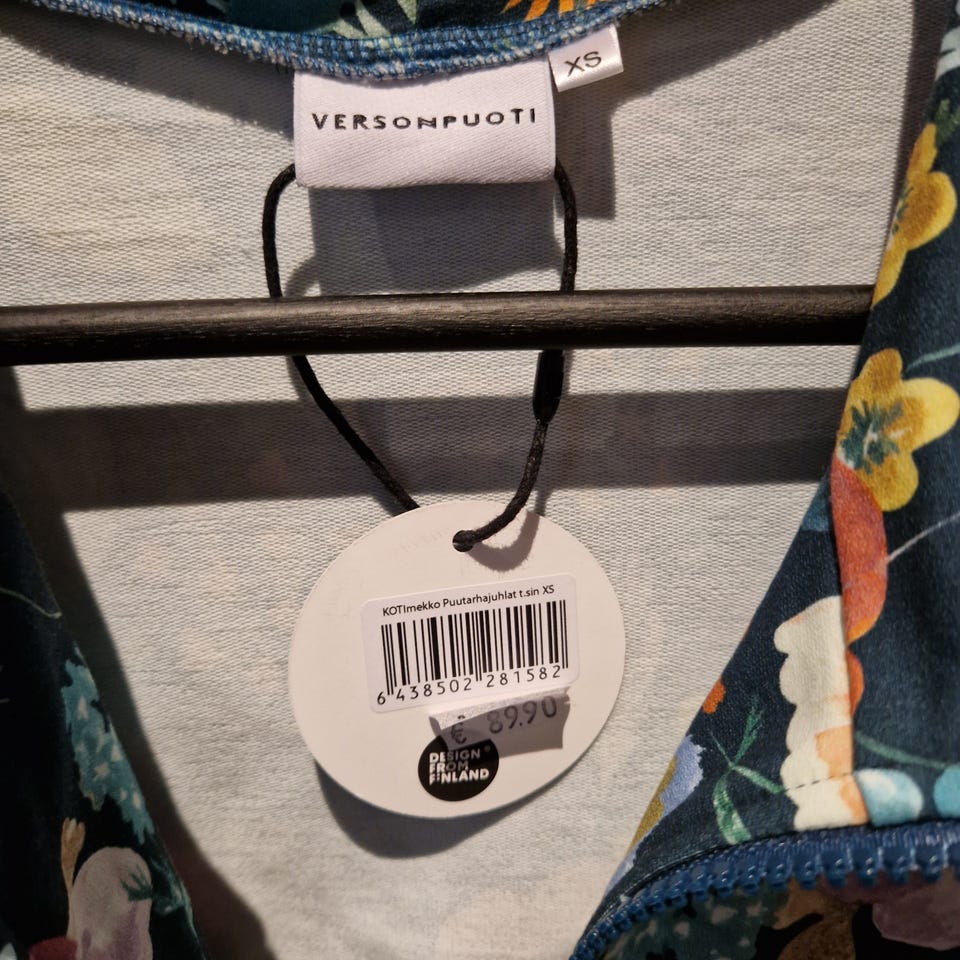 XS
VERSONPUOTI
KOTImekko Puutarhajuhlat t.sin XS
6 438502 281582
€ 89.90
DESIGN
FROM
FINLAND